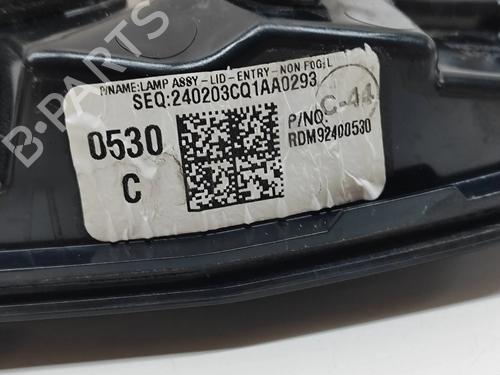 P/NAME:LAMP ASSY-LID-ENTRY-NON FOG,L
SEQ:240203CQ1AA0293
0530
C
C-44
P/NO:
RDM92400530
B-PARTS